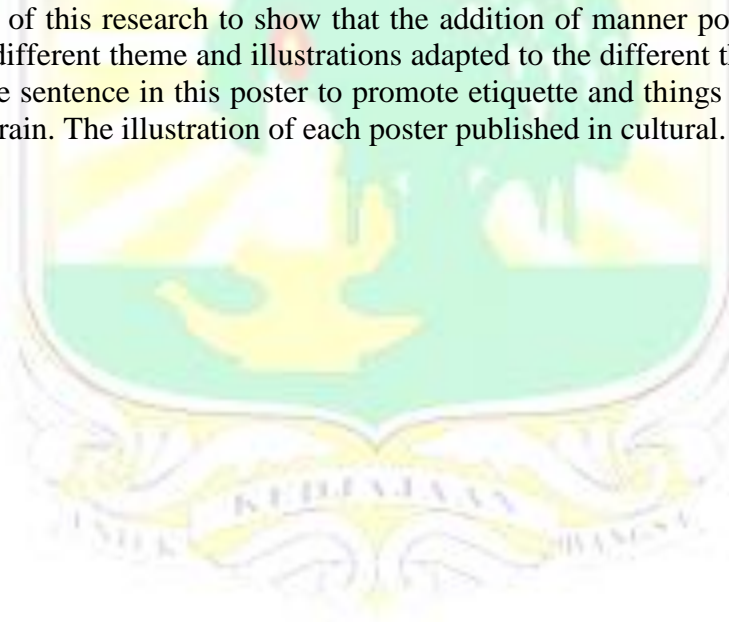 of this research to show that the addition of manner po
different theme and illustrations adapted to the different t
e sentence in this poster to promote etiquette and things
rain. The illustration of each poster published in cultural.
KEDJAJAAN
UNTUK BANGSA